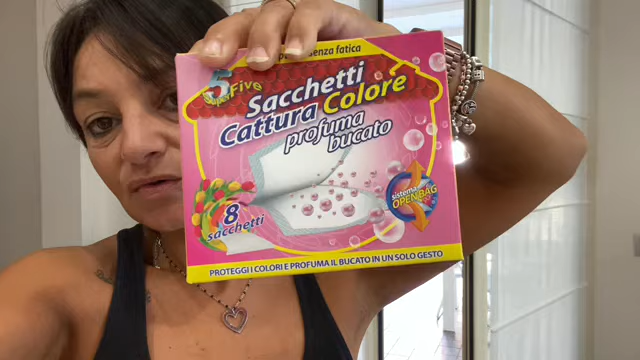 senza fatica
5 Five
super
Sacchetti
Cattura Colore
profuma
bucato
sistema
OPENBAG
8
sacchetti
PROTEGGI I COLORI E PROFUMA IL BUCATO IN UN SOLO GESTO